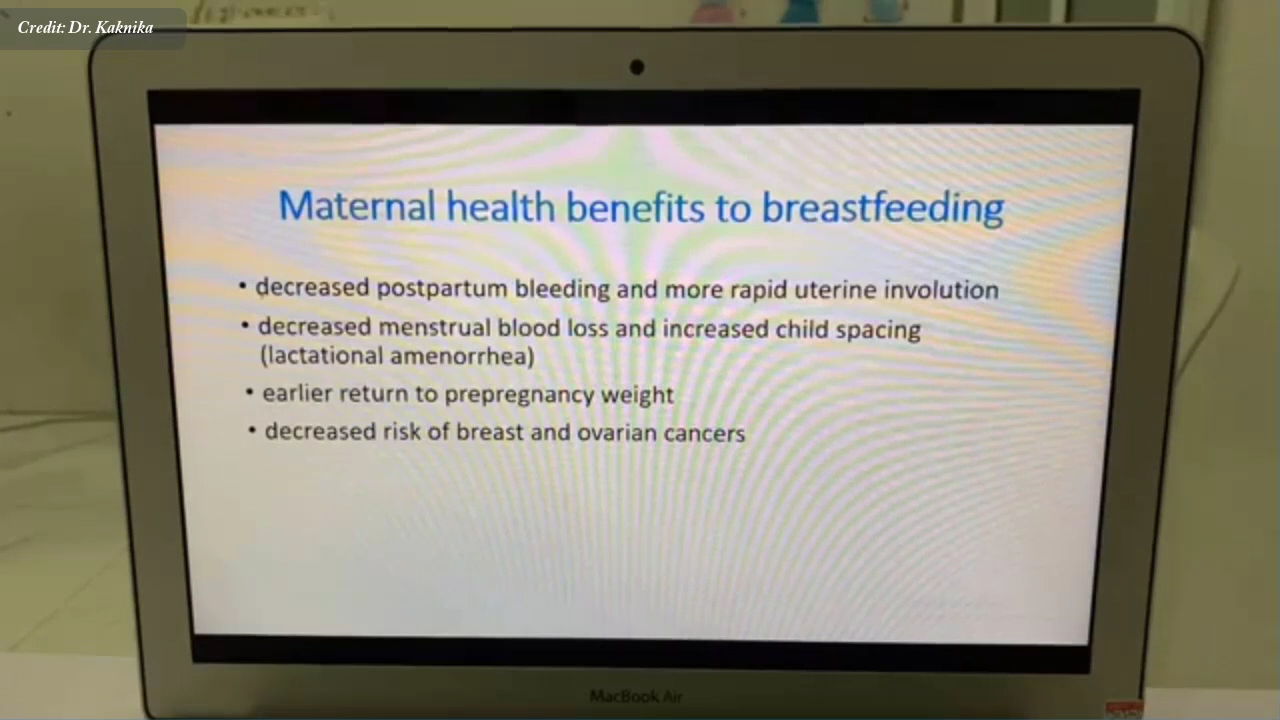 Credit: Dr. Kaknika
Maternal health benefits to breastfeeding
• decreased postpartum bleeding and more rapid uterine involution
• decreased menstrual blood loss and increased child spacing
(lactational amenorrhea)
• earlier return to prepregnancy weight
• decreased risk of breast and ovarian cancers
MacBook Air